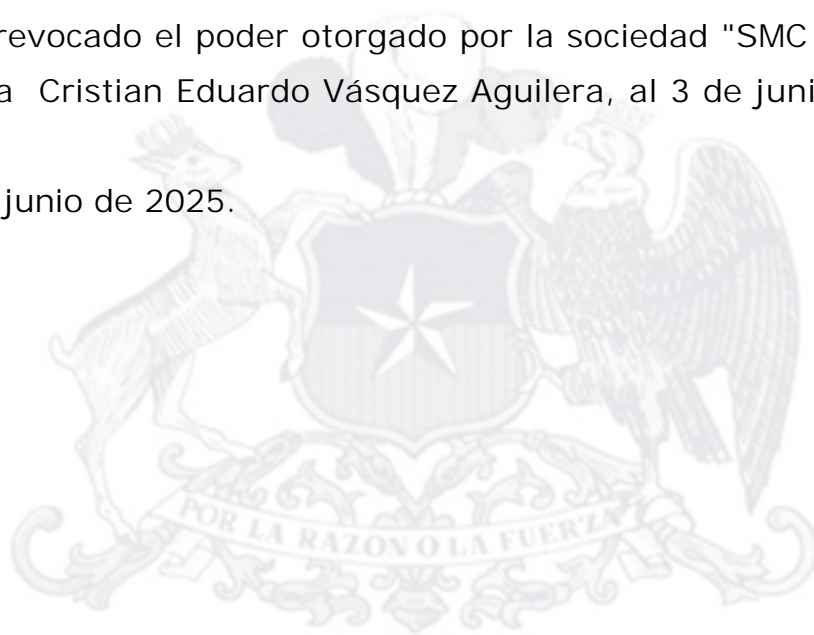 revocado el poder otorgado por la sociedad "SMC
a Cristian Eduardo Vásquez Aguilera, al 3 de juni
junio de 2025.
POR LA RAZON O LA FUERZA